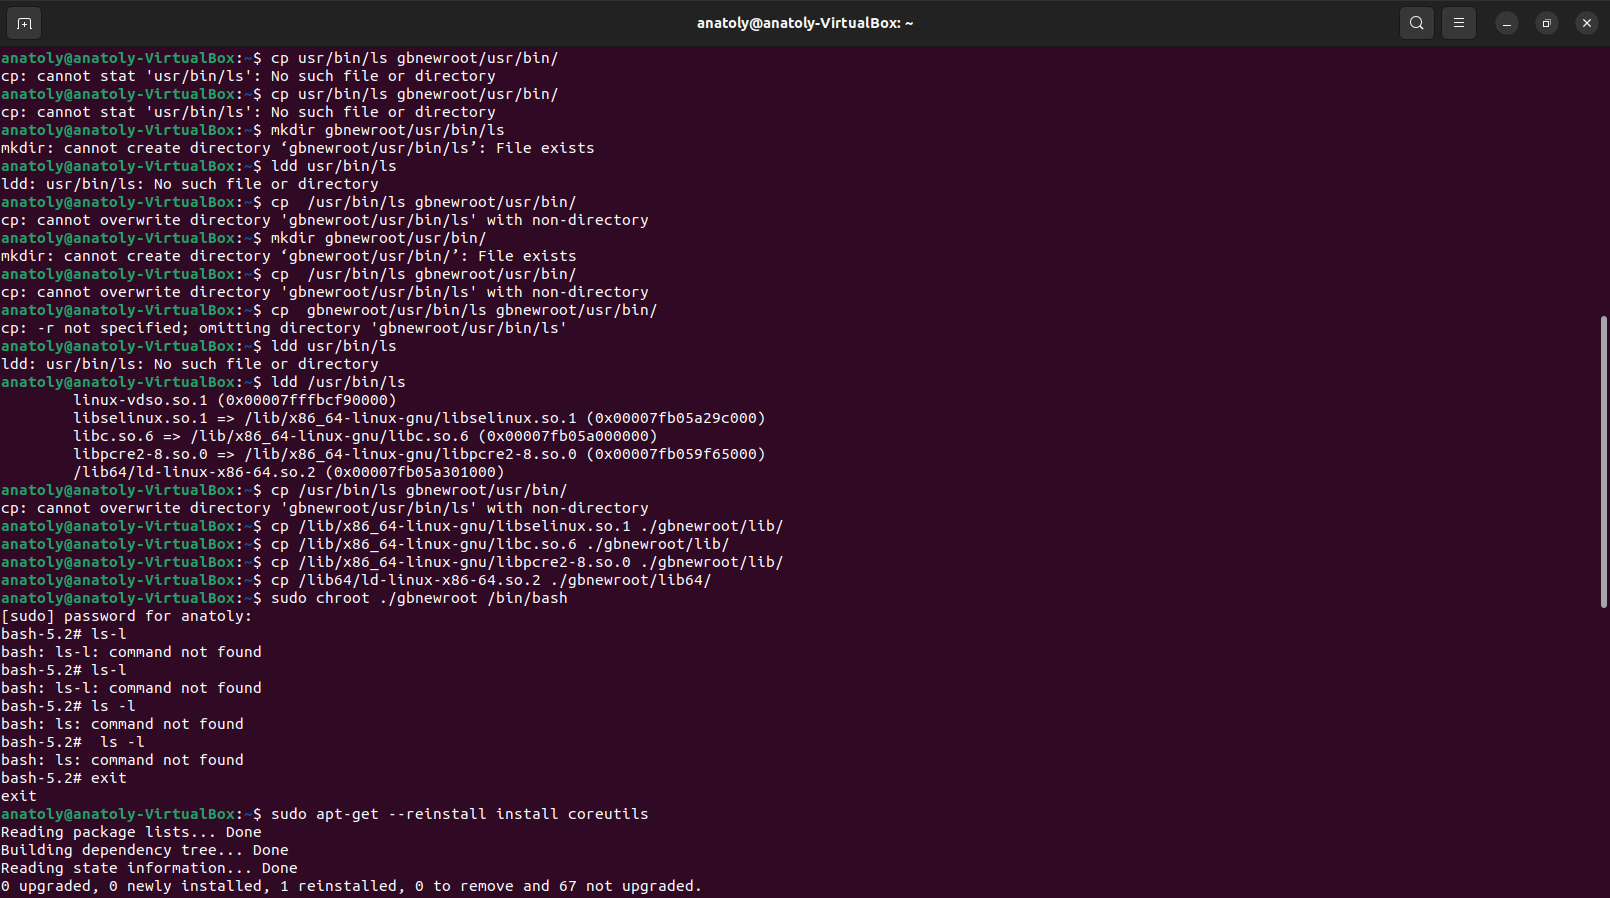 anatoly@anatoly-VirtualBox: ~
anatoly@anatoly-VirtualBox:~$ cp usr/bin/ls gbnewroot/usr/bin/
cp: cannot stat 'usr/bin/ls': No such file or directory
anatoly@anatoly-VirtualBox:~$ cp usr/bin/ls gbnewroot/usr/bin/
cp: cannot stat 'usr/bin/ls': No such file or directory
anatoly@anatoly-VirtualBox:~$ mkdir gbnewroot/usr/bin/ls
mkdir: cannot create directory ‘gbnewroot/usr/bin/ls’: File exists
anatoly@anatoly-VirtualBox:~$ ldd usr/bin/ls
ldd: usr/bin/ls: No such file or directory
anatoly@anatoly-VirtualBox:~$ cp  /usr/bin/ls gbnewroot/usr/bin/
cp: cannot overwrite directory 'gbnewroot/usr/bin/ls' with non-directory
anatoly@anatoly-VirtualBox:~$ mkdir gbnewroot/usr/bin/
mkdir: cannot create directory ‘gbnewroot/usr/bin/’: File exists
anatoly@anatoly-VirtualBox:~$ cp  /usr/bin/ls gbnewroot/usr/bin/
cp: cannot overwrite directory 'gbnewroot/usr/bin/ls' with non-directory
anatoly@anatoly-VirtualBox:~$ cp  gbnewroot/usr/bin/ls gbnewroot/usr/bin/
cp: -r not specified; omitting directory 'gbnewroot/usr/bin/ls'
anatoly@anatoly-VirtualBox:~$ ldd usr/bin/ls
ldd: usr/bin/ls: No such file or directory
anatoly@anatoly-VirtualBox:~$ ldd /usr/bin/ls
linux-vdso.so.1 (0x00007fffbcf90000)
libselinux.so.1 => /lib/x86_64-linux-gnu/libselinux.so.1 (0x00007fb05a29c000)
libc.so.6 => /lib/x86_64-linux-gnu/libc.so.6 (0x00007fb05a000000)
libpcre2-8.so.0 => /lib/x86_64-linux-gnu/libpcre2-8.so.0 (0x00007fb059f65000)
/lib64/ld-linux-x86-64.so.2 (0x00007fb05a301000)
anatoly@anatoly-VirtualBox:~$ cp /usr/bin/ls gbnewroot/usr/bin/
cp: cannot overwrite directory 'gbnewroot/usr/bin/ls' with non-directory
anatoly@anatoly-VirtualBox:~$ cp /lib/x86_64-linux-gnu/libselinux.so.1 ./gbnewroot/lib/
anatoly@anatoly-VirtualBox:~$ cp /lib/x86_64-linux-gnu/libc.so.6 ./gbnewroot/lib/
anatoly@anatoly-VirtualBox:~$ cp /lib/x86_64-linux-gnu/libpcre2-8.so.0 ./gbnewroot/lib/
anatoly@anatoly-VirtualBox:~$ cp /lib64/ld-linux-x86-64.so.2 ./gbnewroot/lib64/
anatoly@anatoly-VirtualBox:~$ sudo chroot ./gbnewroot /bin/bash
[sudo] password for anatoly:
bash-5.2# ls-l
bash: ls-l: command not found
bash-5.2# ls-l
bash: ls-l: command not found
bash-5.2# ls -l
bash: ls: command not found
bash-5.2#  ls -l
bash: ls: command not found
bash-5.2# exit
exit
anatoly@anatoly-VirtualBox:~$ sudo apt-get --reinstall install coreutils
Reading package lists... Done
Building dependency tree... Done
Reading state information... Done
0 upgraded, 0 newly installed, 1 reinstalled, 0 to remove and 67 not upgraded.